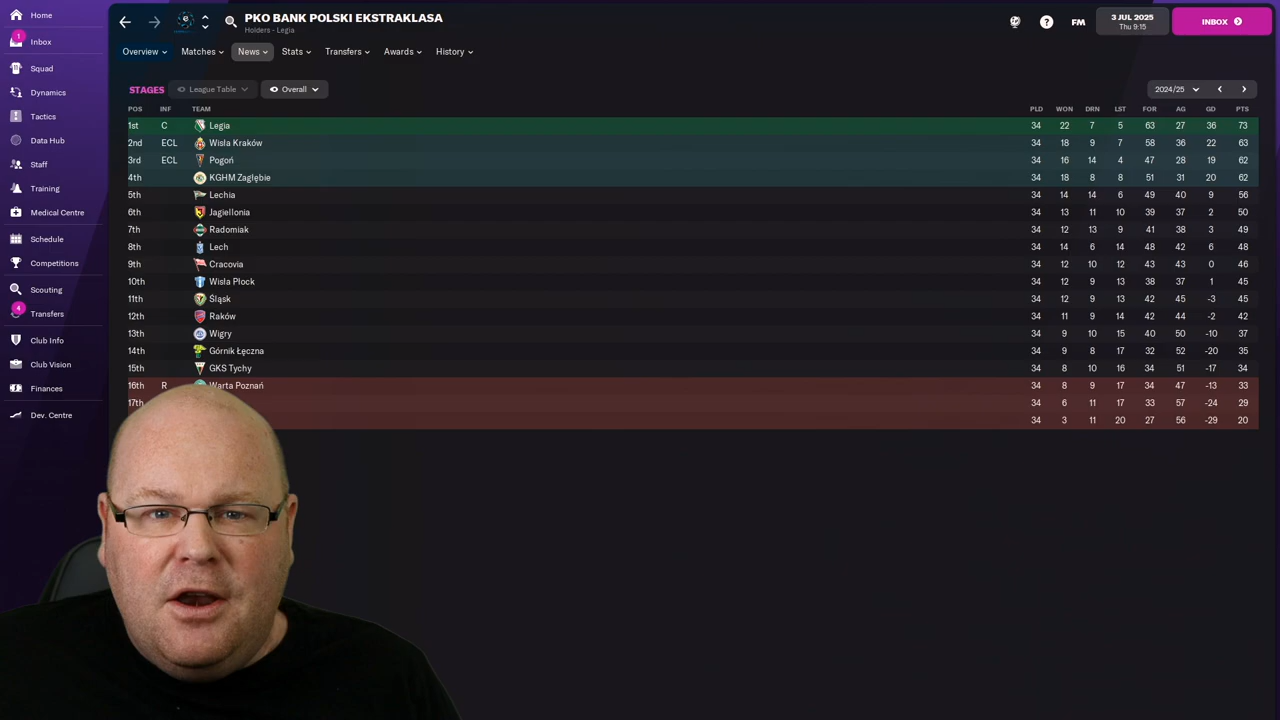 Home
1
Inbox
Squad
Dynamics
Tactics
Data Hub
Staff
Training
Medical Centre
Schedule
Competitions
Scouting
4
Transfers
Club Info
Club Vision
Finances
Dev. Centre
PKO BANK POLSKI EKSTRAKLASA
Holders - Legia
FM
3 JUL 2025
Thu 9:15
INBOX
Overview Matches News Stats Transfers Awards History
STAGES League Table Overall 2024/25
POS INF TEAM PLD WON DRN LST FOR AG GD PTS
1st C Legia 34 22 7 5 63 27 36 73
2nd ECL Wisła Kraków 34 18 9 7 58 36 22 63
3rd ECL Pogoń 34 16 14 4 47 28 19 62
4th KGHM Zagłębie 34 18 8 8 51 31 20 62
5th Lechia 34 14 14 6 49 40 9 56
6th Jagiellonia 34 13 11 10 39 37 2 50
7th Radomiak 34 12 13 9 41 38 3 49
8th Lech 34 14 6 14 48 42 6 48
9th Cracovia 34 12 10 12 43 43 0 46
10th Wisła Płock 34 12 9 13 38 37 1 45
11th Śląsk 34 12 9 13 42 45 -3 45
12th Raków 34 11 9 14 42 44 -2 42
13th Wigry 34 9 10 15 40 50 -10 37
14th Górnik Łęczna 34 9 8 17 32 52 -20 35
15th GKS Tychy 34 8 10 16 34 51 -17 34
16th R Warta Poznań 34 8 9 17 34 47 -13 33
17th 34 6 11 17 33 57 -24 29
34 3 11 20 27 56 -29 20